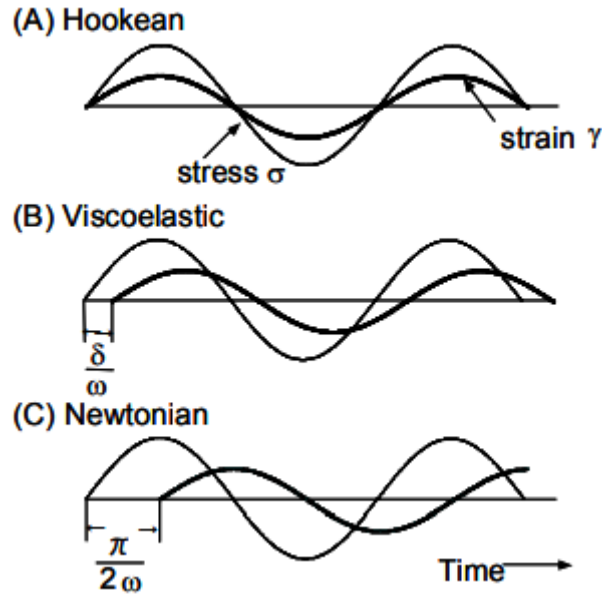 (A) Hookean
strain γ
stress σ
(B) Viscoelastic
δ
ω
(C) Newtonian
π
2ω
Time